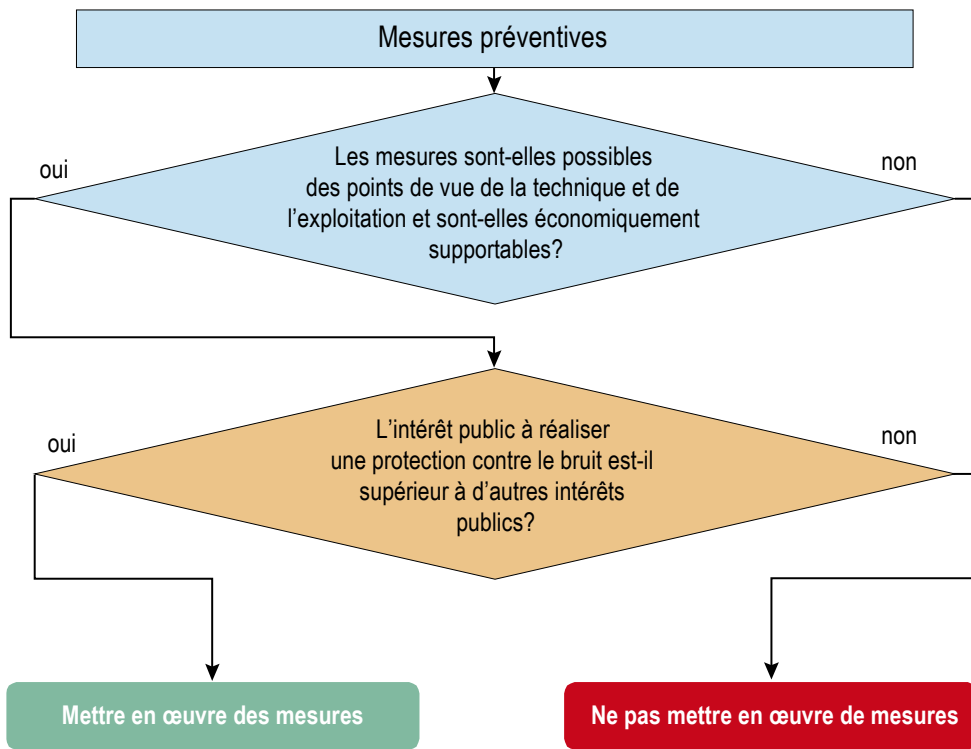 Mesures préventives
oui
non
Les mesures sont-elles possibles
des points de vue de la technique et de
l’exploitation et sont-elles économiquement
supportables?
oui
non
L’intérêt public à réaliser
une protection contre le bruit est-il
supérieur à d’autres intérêts
publics?
Mettre en œuvre des mesures
Ne pas mettre en œuvre de mesures